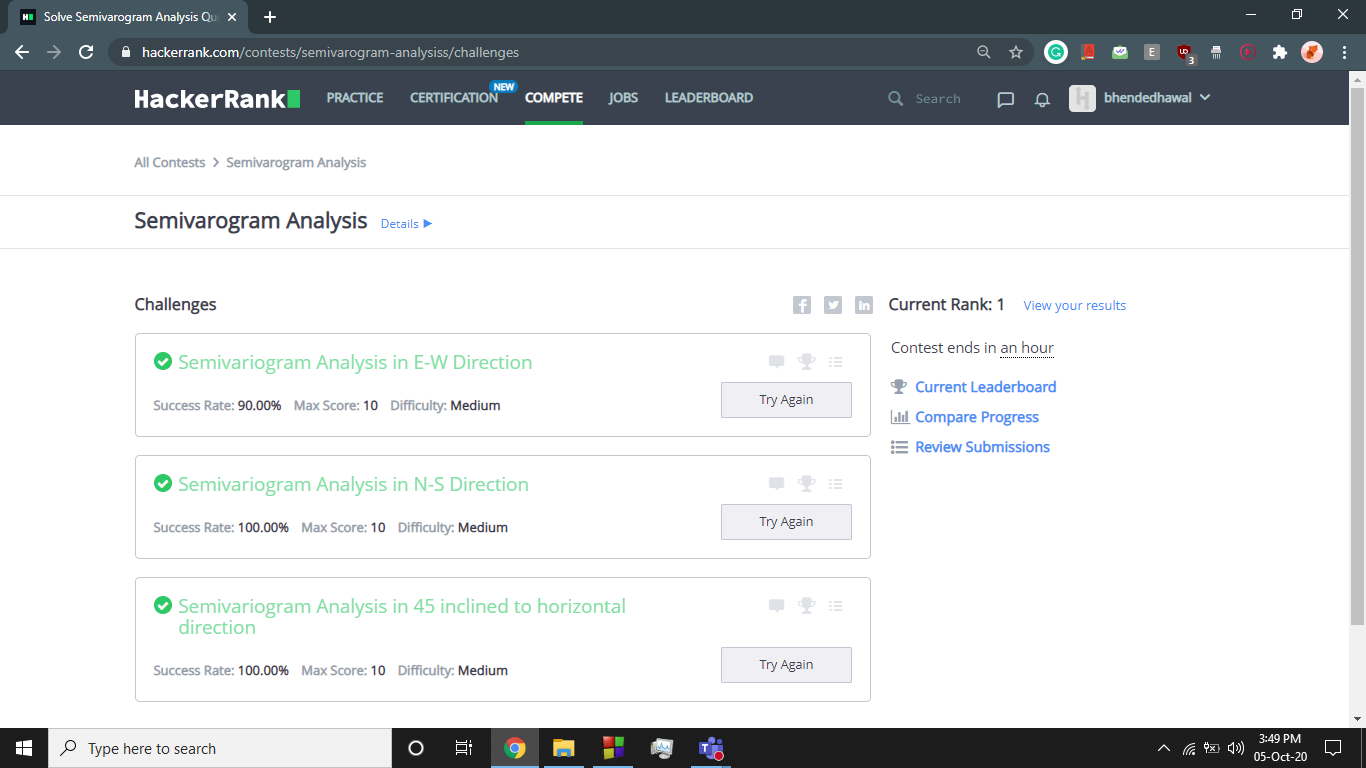 Solve Semivarogram Analysis Qu
hackerrank.com/contests/semivarogram-analysiss/challenges
E
3
HackerRank
PRACTICE
CERTIFICATION
NEW
COMPETE
JOBS
LEADERBOARD
Search
bhendedhawal
All Contests > Semivarogram Analysis
Semivarogram Analysis
Details
Challenges
Current Rank: 1
View your results
Contest ends in an hour
Current Leaderboard
Compare Progress
Review Submissions
Semivariogram Analysis in E-W Direction
Success Rate: 90.00% Max Score: 10 Difficulty: Medium
Try Again
Semivariogram Analysis in N-S Direction
Success Rate: 100.00% Max Score: 10 Difficulty: Medium
Try Again
Semivariogram Analysis in 45 inclined to horizontal
direction
Success Rate: 100.00% Max Score: 10 Difficulty: Medium
Try Again
Type here to search
3:49 PM
05-Oct-20